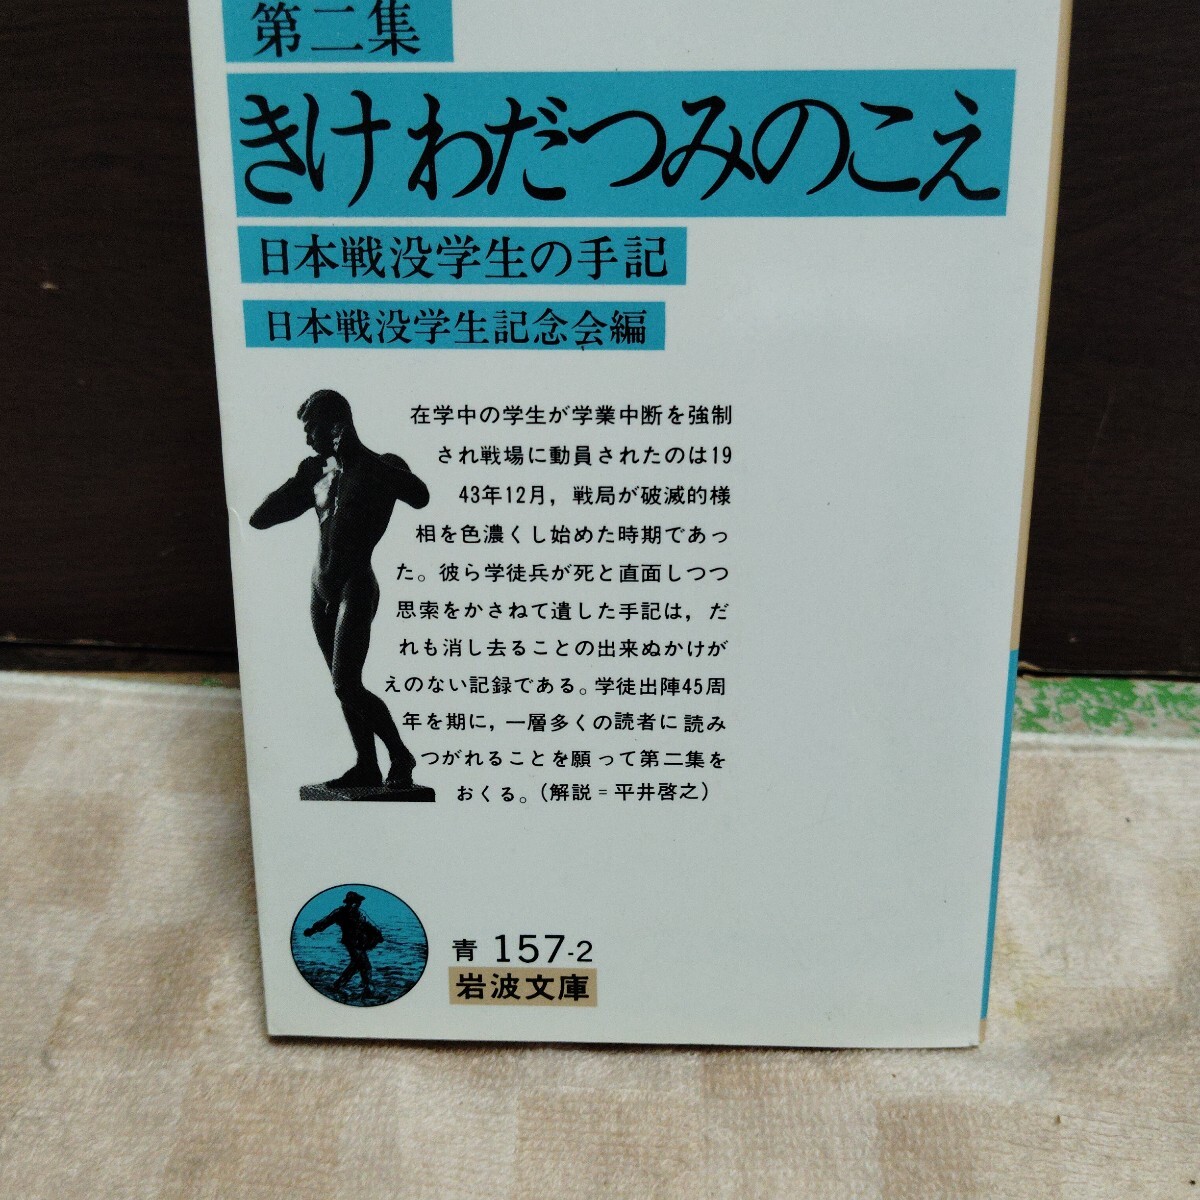 第二集
きけ わだつみのこえ
日本戦没学生の手記
日本戦没学生記念会編
在学中の学生が学業中断を強制
され戦場に動員されたのは19
43年12月，戦局が破滅的様
相を色濃くし始めた時期であっ
た。彼ら学徒兵が死と直面しつつ
思索をかさねて遺した手記は，だ
れも消し去ることの出来ぬかけが
えのない記録である。学徒出陣45周
年を期に，一層多くの読者に読み
つがれることを願って第二集を
おくる。（解説＝平井啓之）
青 157-2
岩波文庫